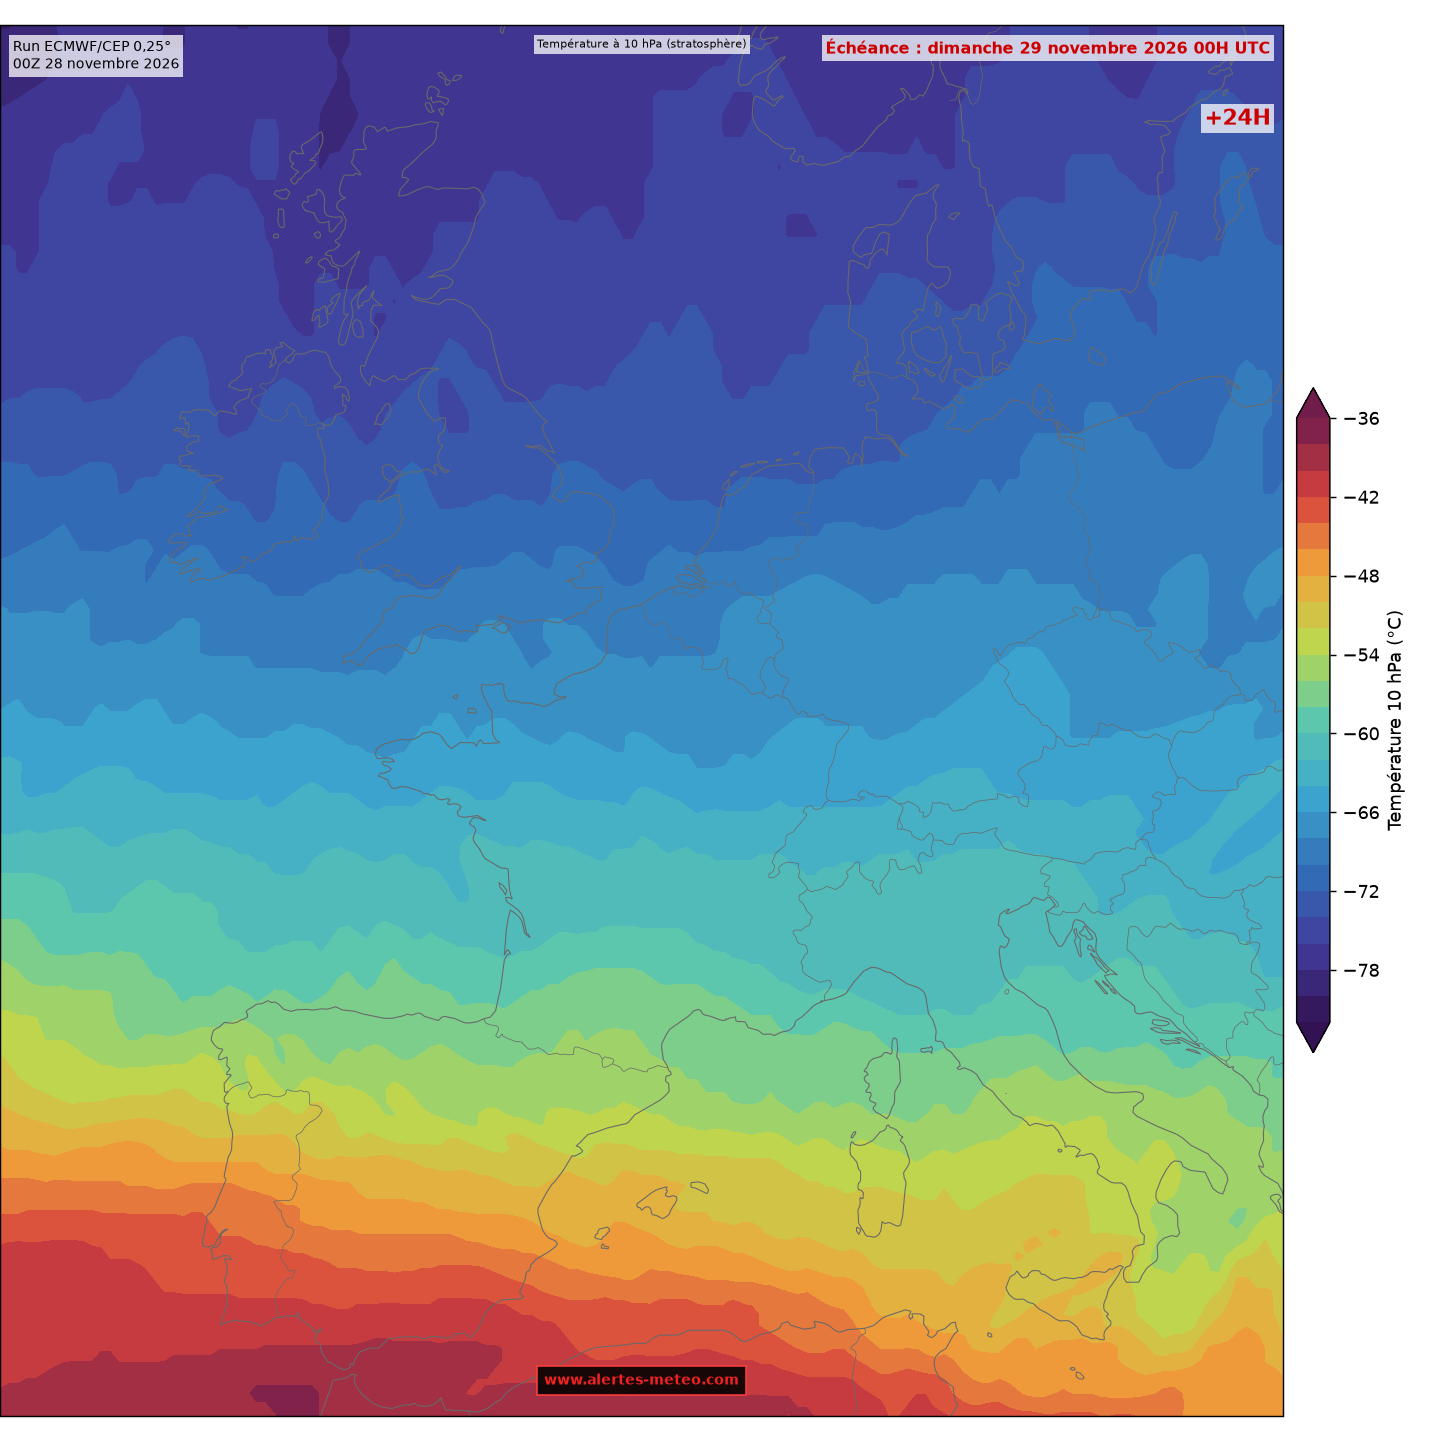 Run ECMWF/CEP 0,25°
00Z 28 novembre 2026
Température à 10 hPa (stratosphère)
Échéance : dimanche 29 novembre 2026 00H UTC
+24H
−36
−42
−48
−54
−60
−66
−72
−78
Température 10 hPa (°C)
www.alertes-meteo.com